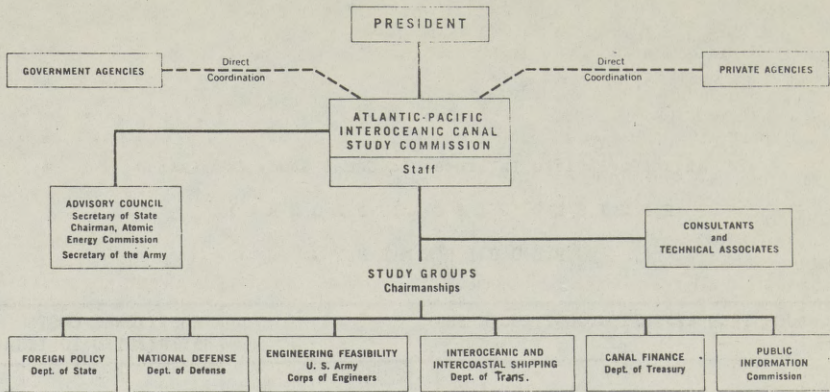 PRESIDENT
GOVERNMENT AGENCIES
Direct
Coordination
Direct
Coordination
PRIVATE AGENCIES
ATLANTIC-PACIFIC
INTEROCEANIC CANAL
STUDY COMMISSION
Staff
ADVISORY COUNCIL
Secretary of State
Chairman, Atomic
Energy Commission
Secretary of the Army
CONSULTANTS
and
TECHNICAL ASSOCIATES
STUDY GROUPS
Chairmanships
FOREIGN POLICY
Dept. of State
NATIONAL DEFENSE
Dept. of Defense
ENGINEERING FEASIBILITY
U. S. Army
Corps of Engineers
INTEROCEANIC AND
INTERCOASTAL SHIPPING
Dept. of Trans.
CANAL FINANCE
Dept. of Treasury
PUBLIC
INFORMATION
Commission